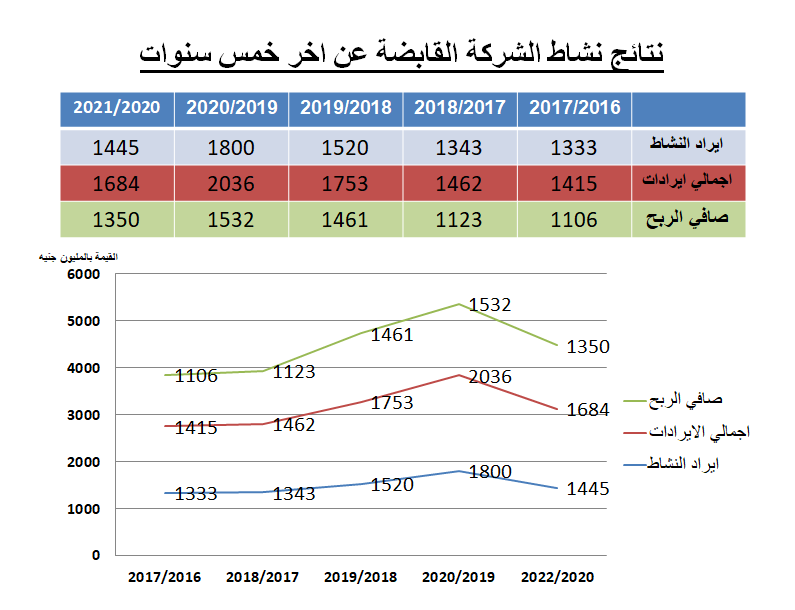 نتائج نشاط الشركة القابضة عن اخر خمس سنوات
2017/2016 2018/2017 2019/2018 2020/2019 2021/2020
ايراد النشاط 1333 1343 1520 1800 1445
اجمالي ايرادات 1415 1462 1753 2036 1684
صافي الربح 1106 1123 1461 1532 1350
القيمة بالمليون جنيه
6000
5000
4000
3000
2000
1000
0
1106 1123 1461 1532 1350
1415 1462 1753 2036 1684
1333 1343 1520 1800 1445
2017/2016 2018/2017 2019/2018 2020/2019 2022/2020
صافي الربح
اجمالي الايرادات
ايراد النشاط